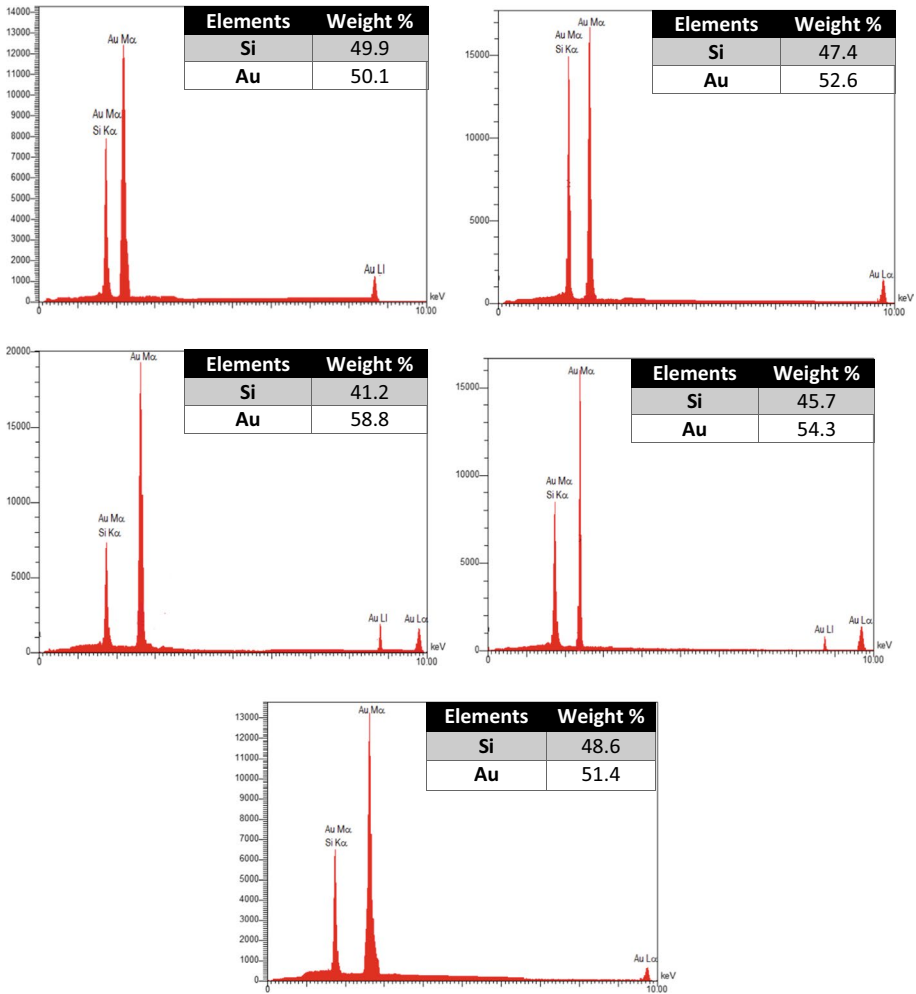 14000
13000
12000
11000
10000
9000
8000
7000
6000
5000
4000
3000
2000
1000
0
Au Mα
Au Mα
Si Kα
Au Ll
keV
0
10.00
Elements Weight %
Si 49.9
Au 50.1
15000
10000
5000
0
Au Mα
Si Kα
Au Mα
Au Lα
keV
0
10.00
Elements Weight %
Si 47.4
Au 52.6
20000
15000
10000
5000
0
Au Mα
Au Mα
Si Kα
Au Ll
Au Lα
keV
0
10.00
Elements Weight %
Si 41.2
Au 58.8
15000
10000
5000
0
Au Mα
Au Mα
Si Kα
Au Ll
Au Lα
keV
0
10.00
Elements Weight %
Si 45.7
Au 54.3
13000
12000
11000
10000
9000
8000
7000
6000
5000
4000
3000
2000
1000
0
Au Mα
Au Mα
Si Kα
Au Lα
keV
0
10.00
Elements Weight %
Si 48.6
Au 51.4